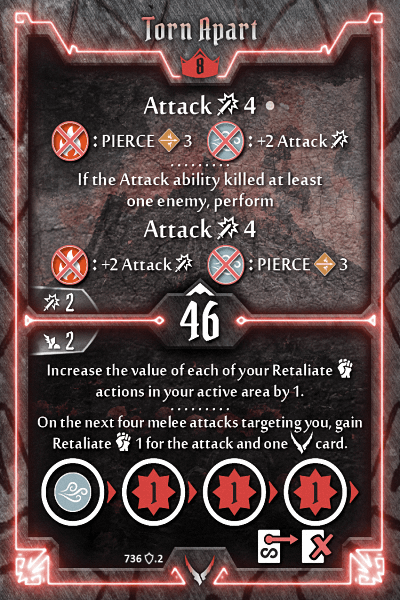 Torn Apart
8
Attack 4
: PIERCE 3 : +2 Attack
If the Attack ability killed at least
one enemy, perform
Attack 4
: +2 Attack : PIERCE 3
2
46
2
Increase the value of each of your Retaliate
actions in your active area by 1.
On the next four melee attacks targeting you, gain
Retaliate 1 for the attack and one card.
1 1 1
736 .2